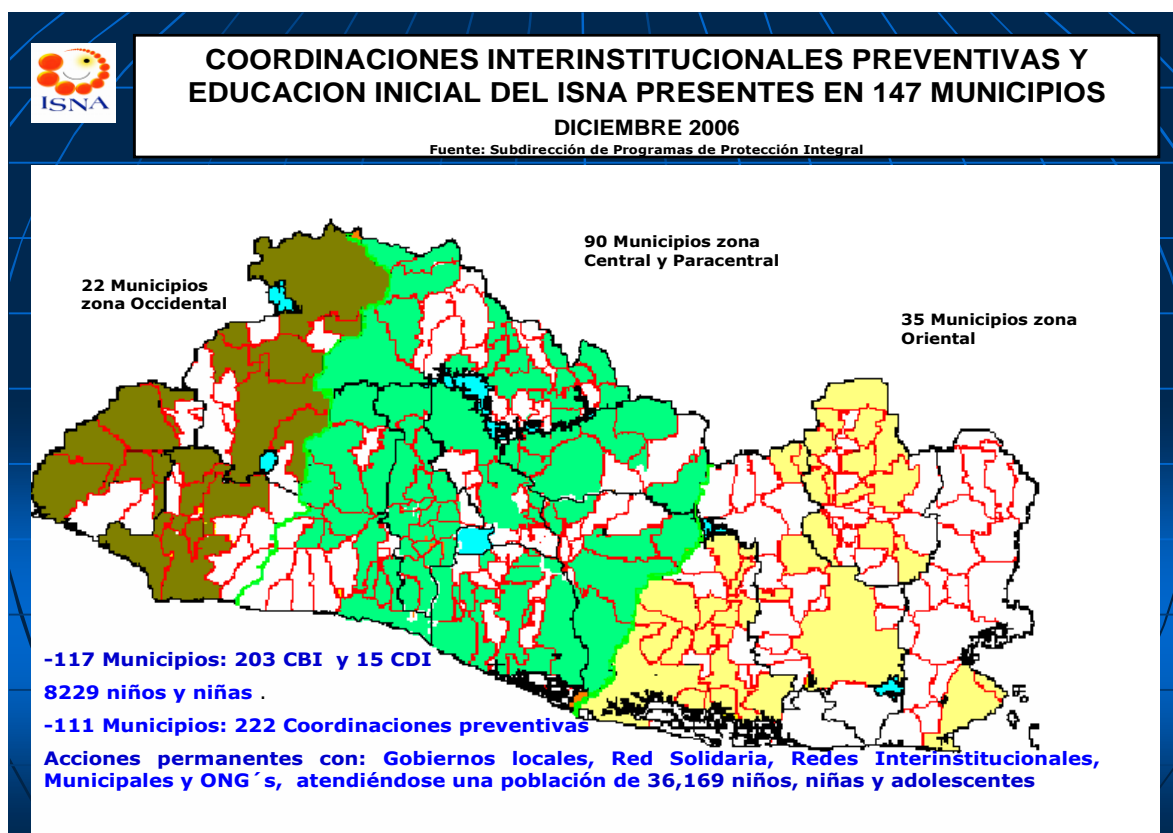 ISNA
COORDINACIONES INTERINSTITUCIONALES PREVENTIVAS Y
EDUCACION INICIAL DEL ISNA PRESENTES EN 147 MUNICIPIOS
DICIEMBRE 2006
Fuente: Subdirección de Programas de Protección Integral
90 Municipios zona
Central y Paracentral
22 Municipios
zona Occidental
35 Municipios zona
Oriental
-117 Municipios: 203 CBI y 15 CDI
8229 niños y niñas .
-111 Municipios: 222 Coordinaciones preventivas
Acciones permanentes con: Gobiernos locales, Red Solidaria, Redes Interinstitucionales,
Municipales y ONG´s, atendiéndose una población de 36,169 niños, niñas y adolescentes